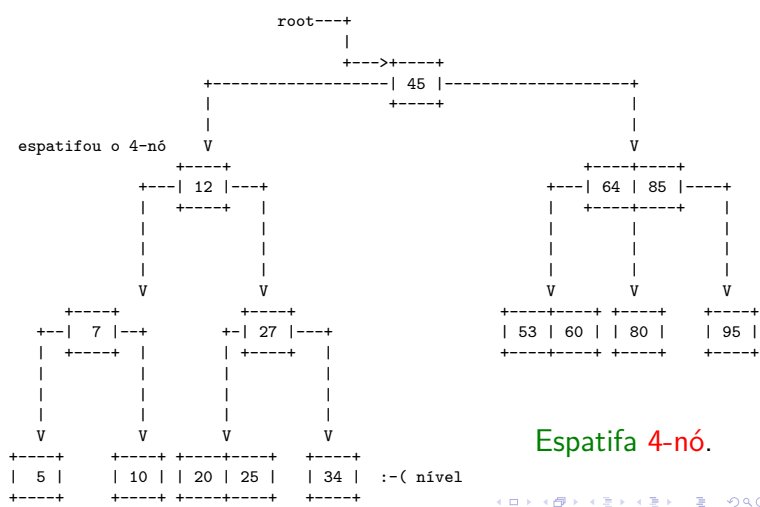 root---+
|
+--->+----+
+------------------| 45 |-------------------+
| +----+ |
| |
espatifou o 4-nó V V
+----+ +----+----+
+---| 12 |---+ +---| 64 | 85 |----+
| +----+ | | +----+----+ |
| | | | |
| | | | |
| | | | |
V V V V V
+----+ +----+ +----+----+ +----+ +----+
+--| 7 |--+ +-| 27 |---+ | 53 | 60 | | 80 | | 95 |
| +----+ | | +----+ | +----+----+ +----+ +----+
| | | |
| | | |
| | | |
V V V V
Espatifa 4-nó.
+----+ +----+ +----+----+ +----+
| 5 | | 10 | | 20 | 25 | | 34 | :-( nível
+----+ +----+ +----+----+ +----+